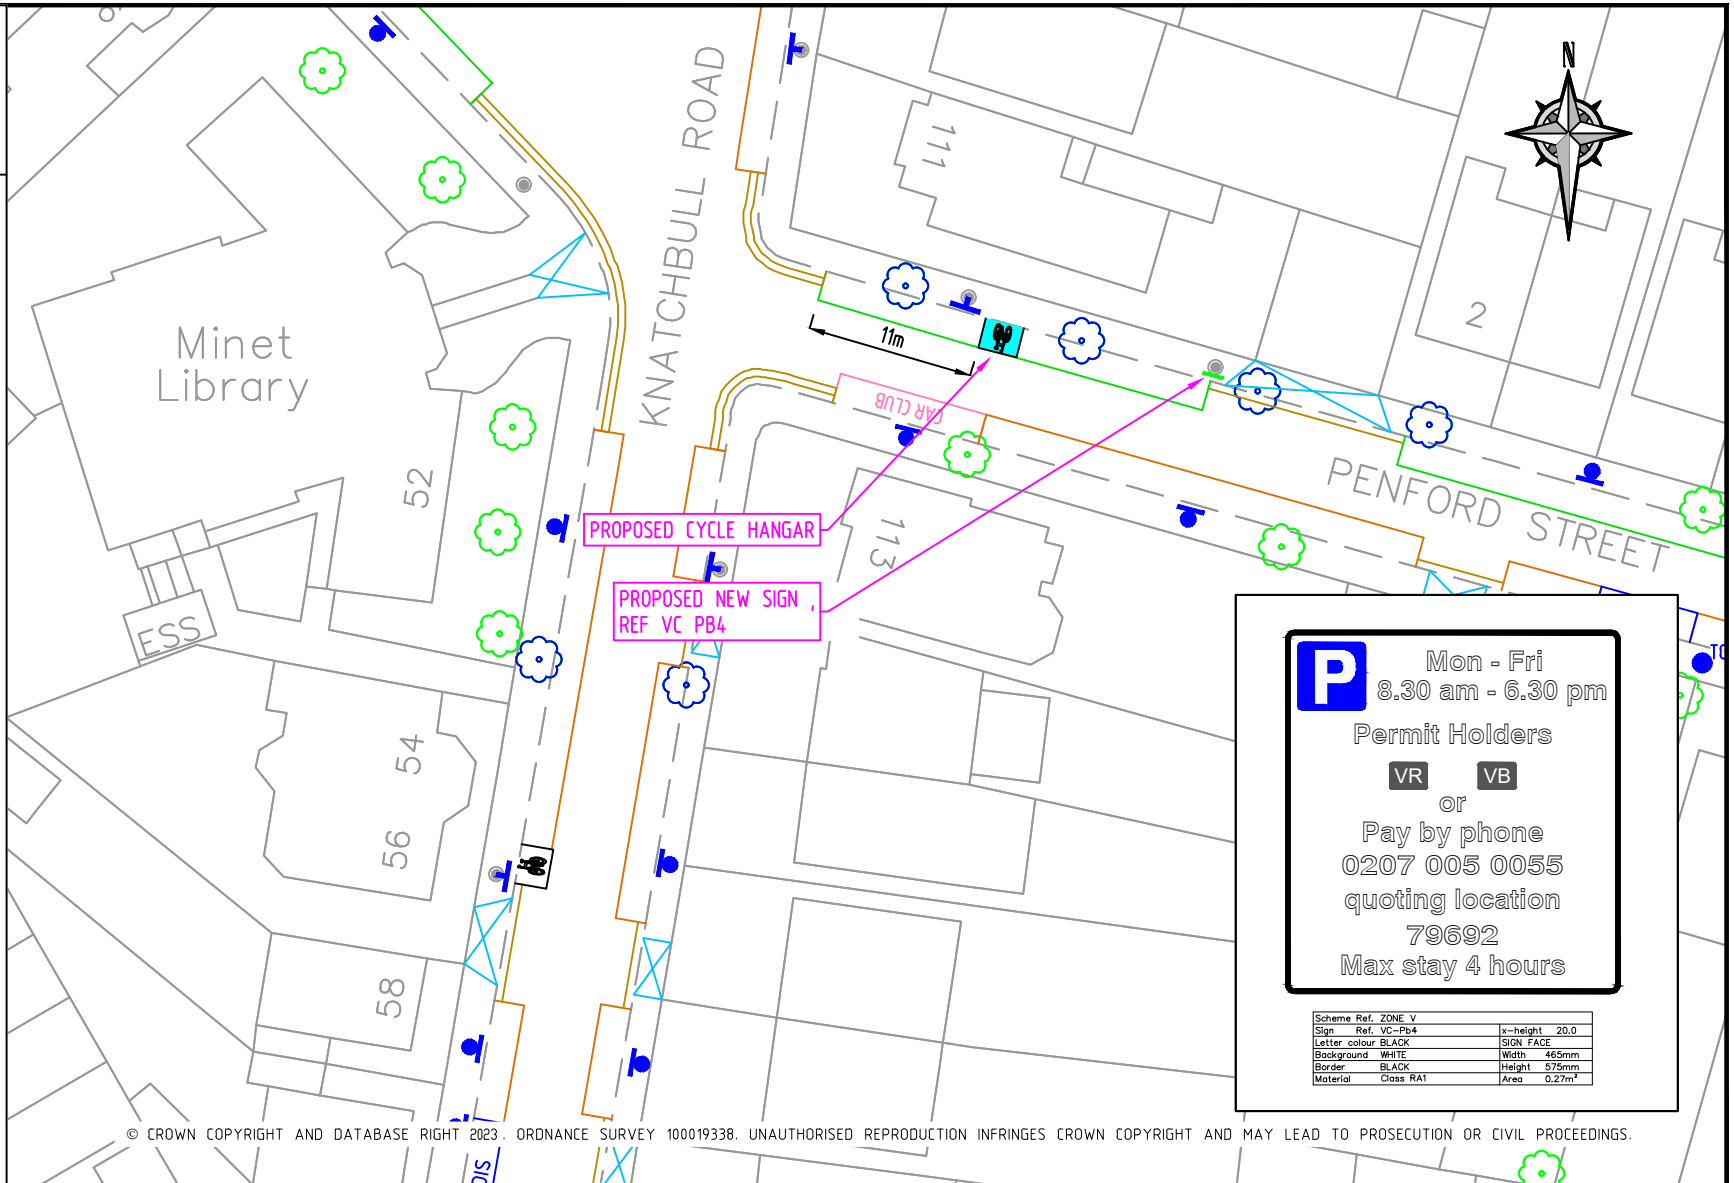 N
KNATCHBULL ROAD
111
2
Minet
Library
11m
CAR CLUB
PENFORD STREET
52
113
PROPOSED CYCLE HANGAR
PROPOSED NEW SIGN ,
REF VC PB4
ESS
54
56
58
P
Mon - Fri
8.30 am - 6.30 pm
Permit Holders
VR VB
or
Pay by phone
0207 005 0055
quoting location
79692
Max stay 4 hours
Scheme Ref. ZONE V
Sign Ref. VC-Pb4 x-height 20.0
Letter colour BLACK SIGN FACE
Background WHITE Width 465mm
Border BLACK Height 575mm
Material Class RA1 Area 0.27m²
© CROWN COPYRIGHT AND DATABASE RIGHT 2023. ORDNANCE SURVEY 100019338. UNAUTHORISED REPRODUCTION INFRINGES CROWN COPYRIGHT AND MAY LEAD TO PROSECUTION OR CIVIL PROCEEDINGS.